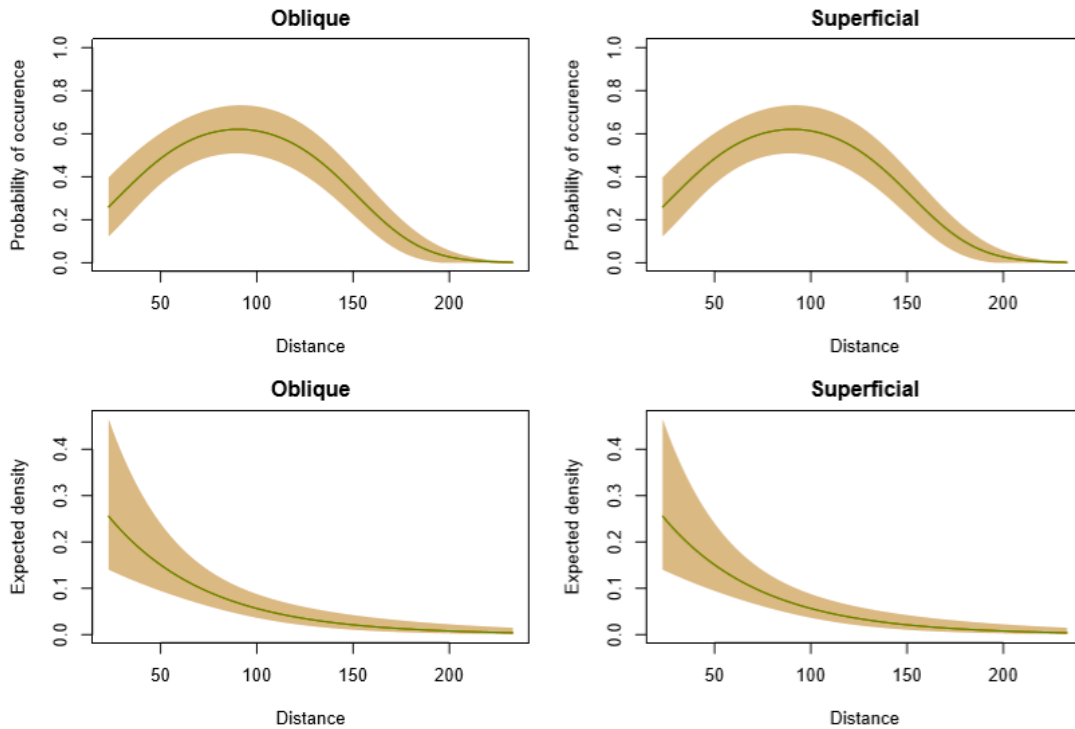 Oblique
Superficial
Probability of occurence
0.0 0.2 0.4 0.6 0.8 1.0
50 100 150 200
Distance
Probability of occurence
0.0 0.2 0.4 0.6 0.8 1.0
50 100 150 200
Distance
Oblique
Superficial
Expected density
0.0 0.1 0.2 0.3 0.4
50 100 150 200
Distance
Expected density
0.0 0.1 0.2 0.3 0.4
50 100 150 200
Distance